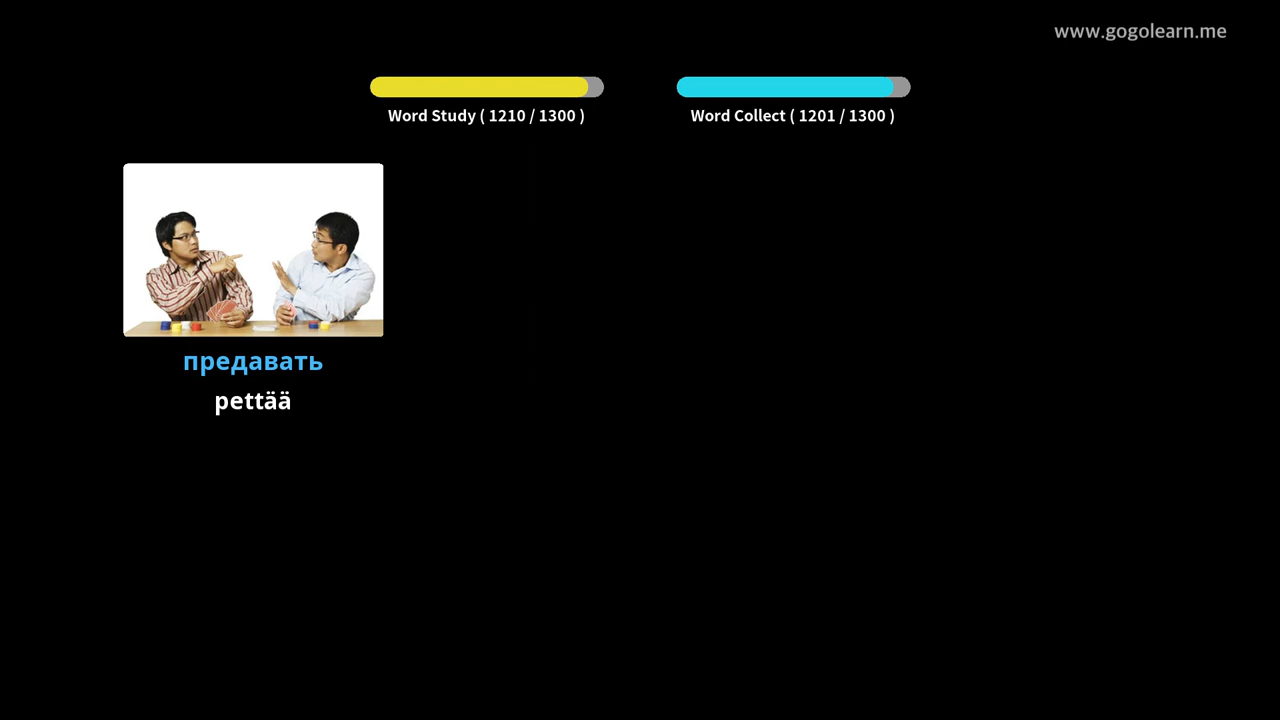 www.gogolearn.me
Word Study ( 1210 / 1300 )
Word Collect ( 1201 / 1300 )
предавать
pettää